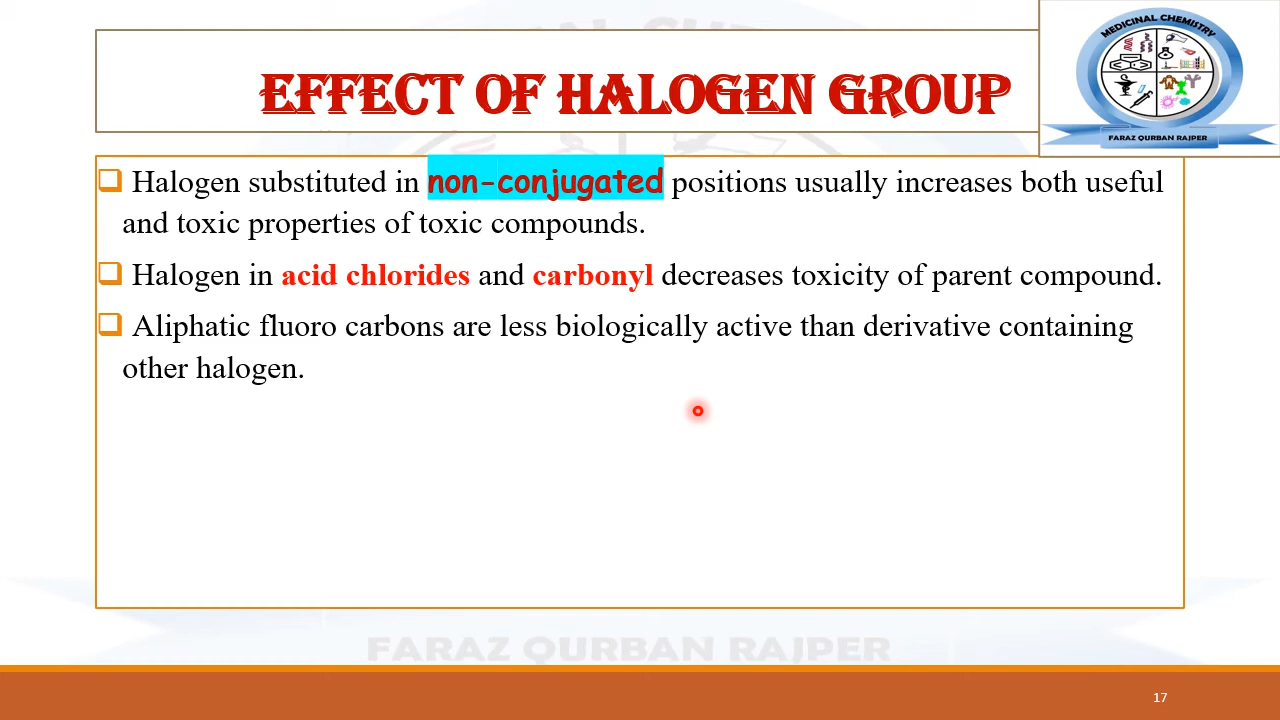 EFFECT OF HALOGEN GROUP
MEDICINAL CHEMISTRY
FARAZ QURBAN RAJPER
Halogen substituted in non-conjugated positions usually increases both useful
and toxic properties of toxic compounds.
Halogen in acid chlorides and carbonyl decreases toxicity of parent compound.
Aliphatic fluoro carbons are less biologically active than derivative containing
other halogen.
FARAZ QURBAN RAJPER
17